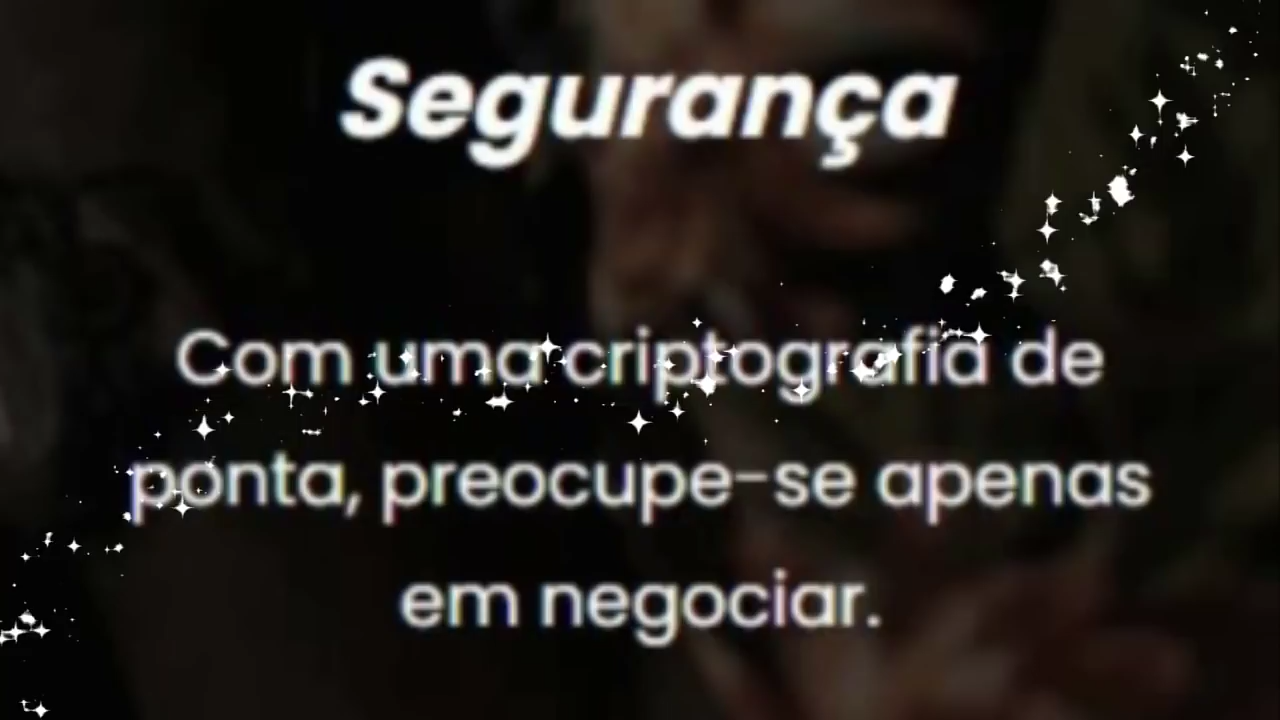 Segurança
Com uma criptografia de
ponta, preocupe-se apenas
em negociar.